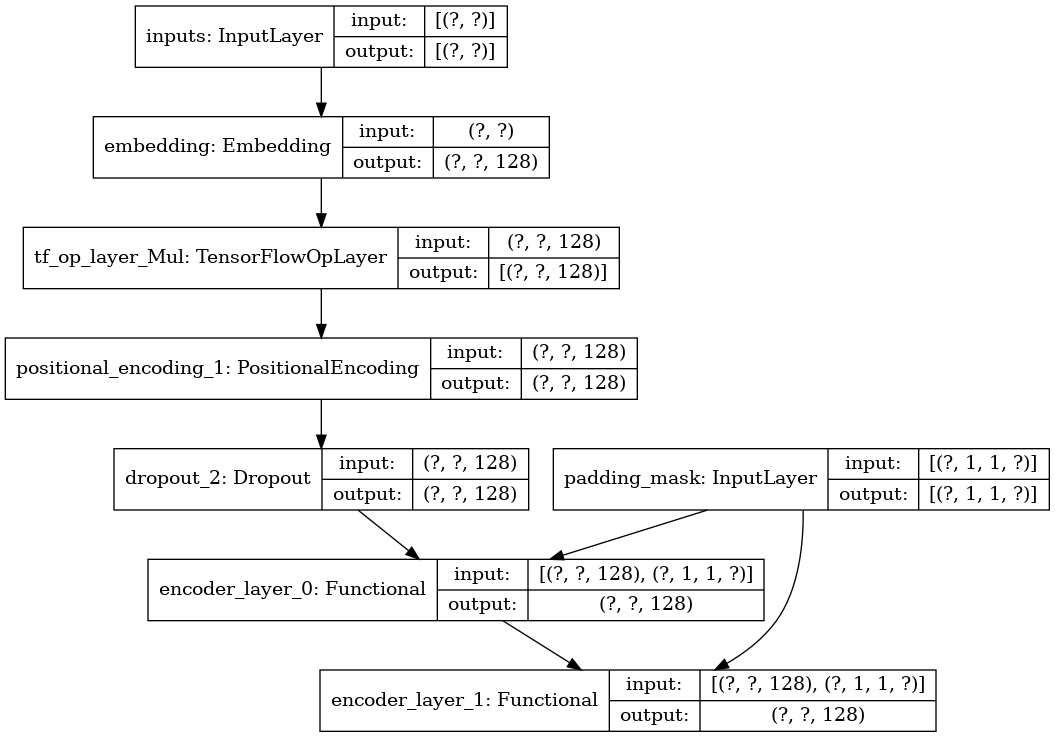 inputs: InputLayer
input: [(?, ?)]
output: [(?, ?)]
embedding: Embedding
input: (?, ?)
output: (?, ?, 128)
tf_op_layer_Mul: TensorFlowOpLayer
input: (?, ?, 128)
output: [(?, ?, 128)]
positional_encoding_1: PositionalEncoding
input: (?, ?, 128)
output: (?, ?, 128)
dropout_2: Dropout
input: (?, ?, 128)
output: (?, ?, 128)
padding_mask: InputLayer
input: [(?, 1, 1, ?)]
output: [(?, 1, 1, ?)]
encoder_layer_0: Functional
input: [(?, ?, 128), (?, 1, 1, ?)]
output: (?, ?, 128)
encoder_layer_1: Functional
input: [(?, ?, 128), (?, 1, 1, ?)]
output: (?, ?, 128)